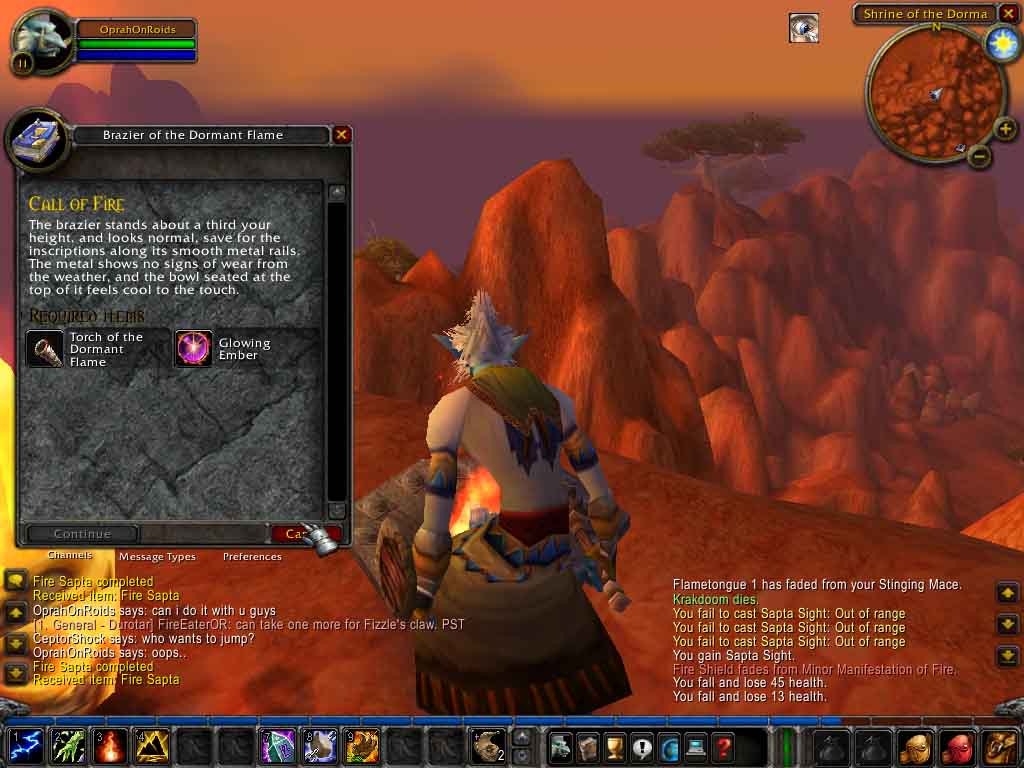 OprahOnRoids
11
Shrine of the Dorma
N
Brazier of the Dormant Flame
Call of Fire
The brazier stands about a third your
height, and looks normal, save for the
inscriptions along its smooth metal rails.
The metal shows no signs of wear from
the weather, and the bowl seated at the
top of it feels cool to the touch.
Required items
Torch of the
Dormant
Flame
Glowing
Ember
Continue
Channels
Message Types
Preferences
Fire Sapta completed
Received item: Fire Sapta
OprahOnRoids says: can i do it with u guys
[1. General - Durotar] FireEaterOR: can take one more for Fizzle's claw. PST
CeptorShock says: who wants to jump?
OprahOnRoids says: oops..
Fire Sapta completed
Received item: Fire Sapta
Flametongue 1 has faded from your Stinging Mace.
Krakdoom dies.
You fail to cast Sapta Sight: Out of range
You fail to cast Sapta Sight: Out of range
You fail to cast Sapta Sight: Out of range
You gain Sapta Sight.
Fire Shield fades from Minor Manifestation of Fire.
You fall and lose 45 health.
You fall and lose 13 health.
1 2 3 4 7 8 9 2